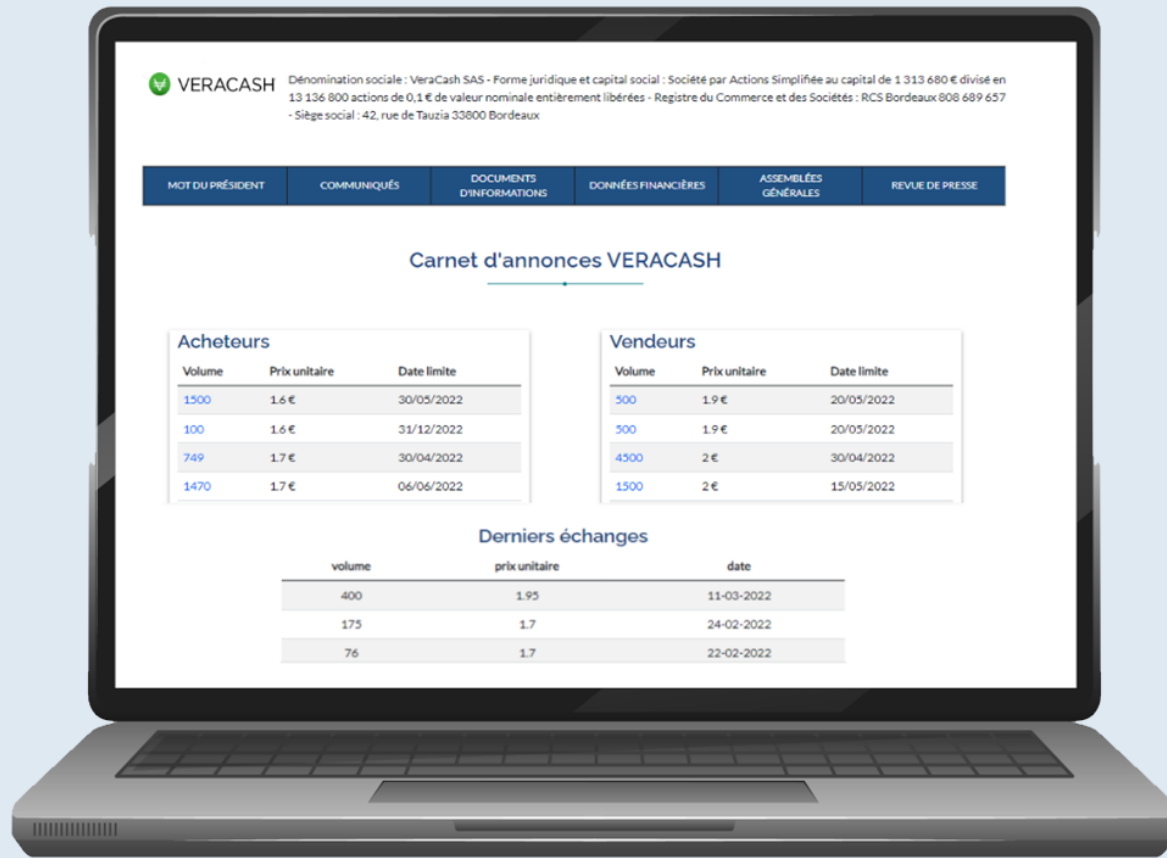 VERACASH
Dénomination sociale : VeraCash SAS - Forme juridique et capital social : Société par Actions Simplifiée au capital de 1 313 680 € divisé en
13 136 800 actions de 0,1 € de valeur nominale entièrement libérées - Registre du Commerce et des Sociétés : RCS Bordeaux 808 689 657
- Siège social : 42, rue de Tauzia 33800 Bordeaux
MOT DU PRÉSIDENT COMMUNIQUÉS DOCUMENTS D'INFORMATIONS DONNÉES FINANCIÈRES ASSEMBLÉES GÉNÉRALES REVUE DE PRESSE
Carnet d'annonces VERACASH
Acheteurs
Volume Prix unitaire Date limite
1500 1.6 € 30/05/2022
100 1.6 € 31/12/2022
749 1.7 € 30/04/2022
1470 1.7 € 06/06/2022
Vendeurs
Volume Prix unitaire Date limite
500 1.9 € 20/05/2022
500 1.9 € 20/05/2022
4500 2 € 30/04/2022
1500 2 € 15/05/2022
Derniers échanges
volume prix unitaire date
400 1.95 11-03-2022
175 1.7 24-02-2022
76 1.7 22-02-2022